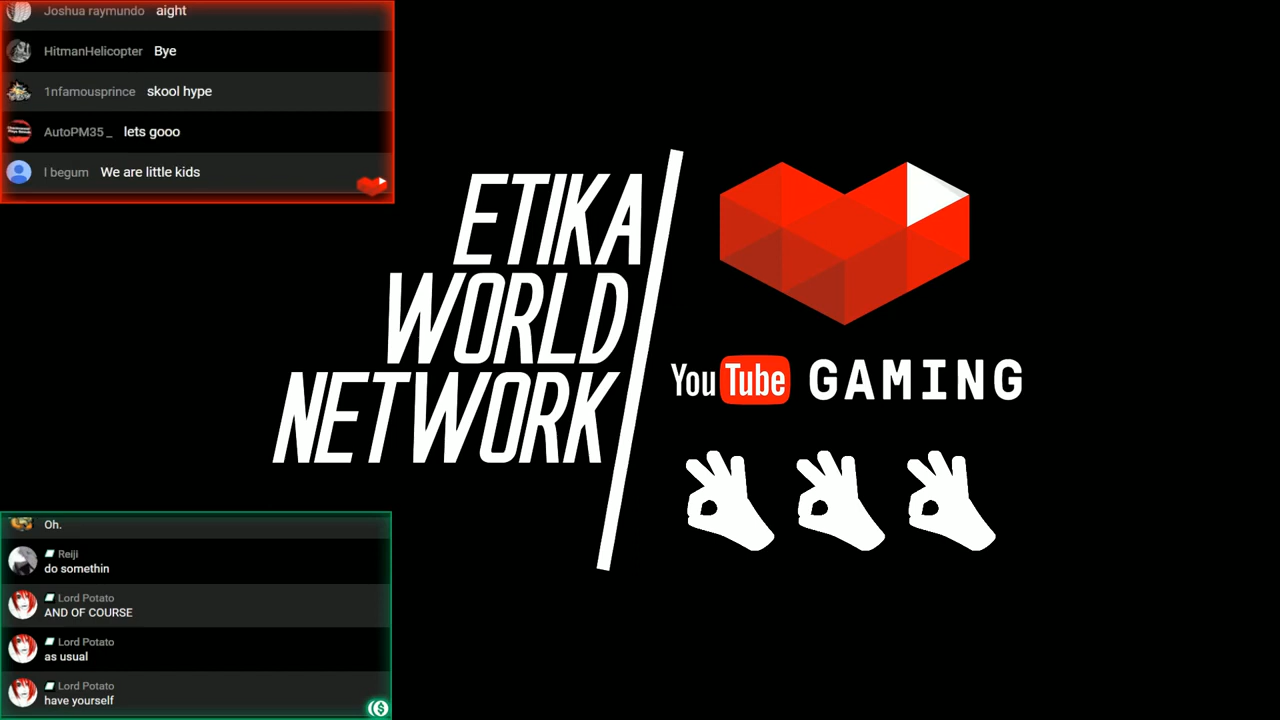 Joshua raymundo aight
HitmanHelicopter Bye
1nfamousprince skool hype
AutoPM35 _ lets gooo
I begum We are little kids
ETIKA
WORLD
NETWORK
YouTube GAMING
Oh.
Reiji
do somethin
Lord Potato
AND OF COURSE
Lord Potato
as usual
Lord Potato
have yourself